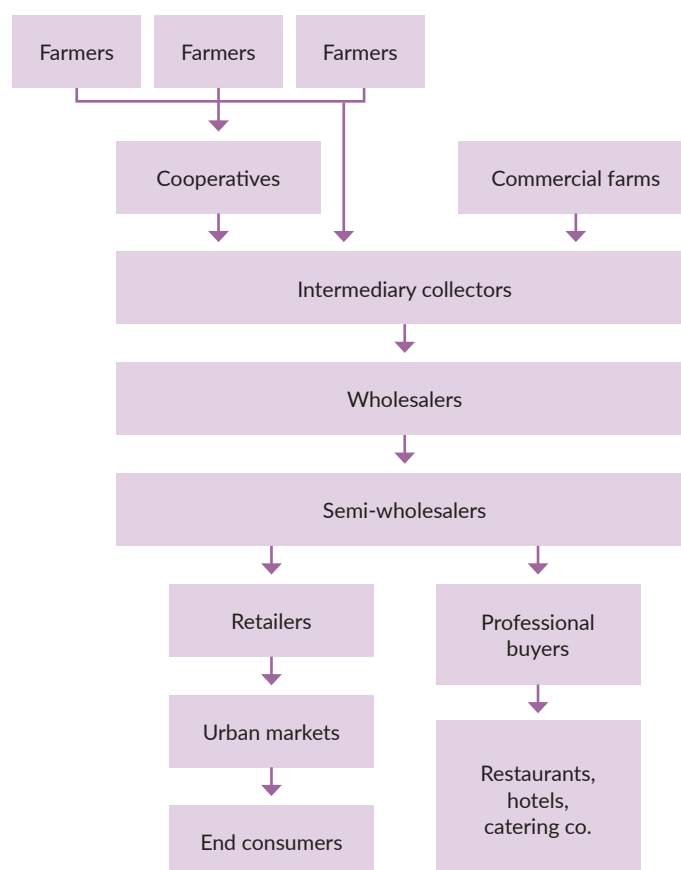 Farmers
Farmers
Farmers
Cooperatives
Commercial farms
Intermediary collectors
Wholesalers
Semi-wholesalers
Retailers
Professional
buyers
Urban markets
Restaurants,
hotels,
catering co.
End consumers